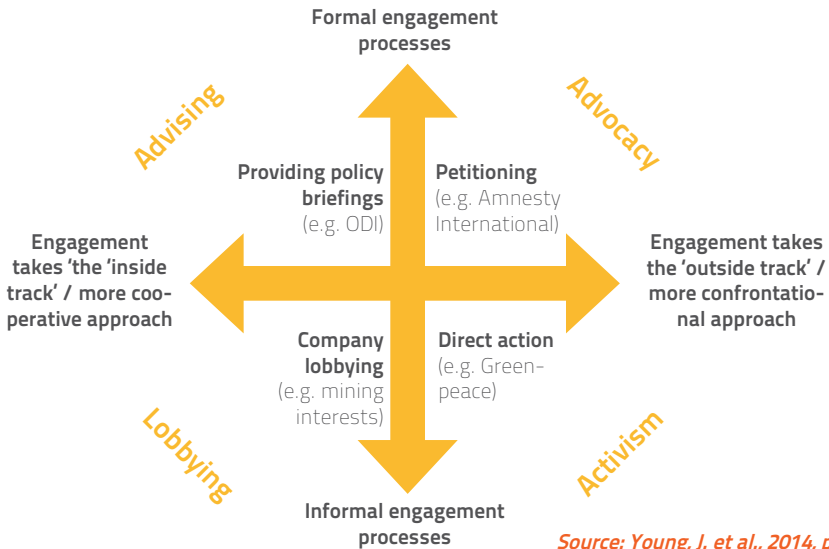 Formal engagement
processes
Advising
Advocacy
Providing policy
briefings
(e.g. ODI)
Petitioning
(e.g. Amnesty
International)
Engagement
takes ‘the ‘inside
track’ / more coo-
perative approach
Engagement takes
the ‘outside track’ /
more confrontatio-
nal approach
Company
lobbying
(e.g. mining
interests)
Direct action
(e.g. Green-
peace)
Lobbying
Activism
Informal engagement
processes
Source: Young, J. et al., 2014, p